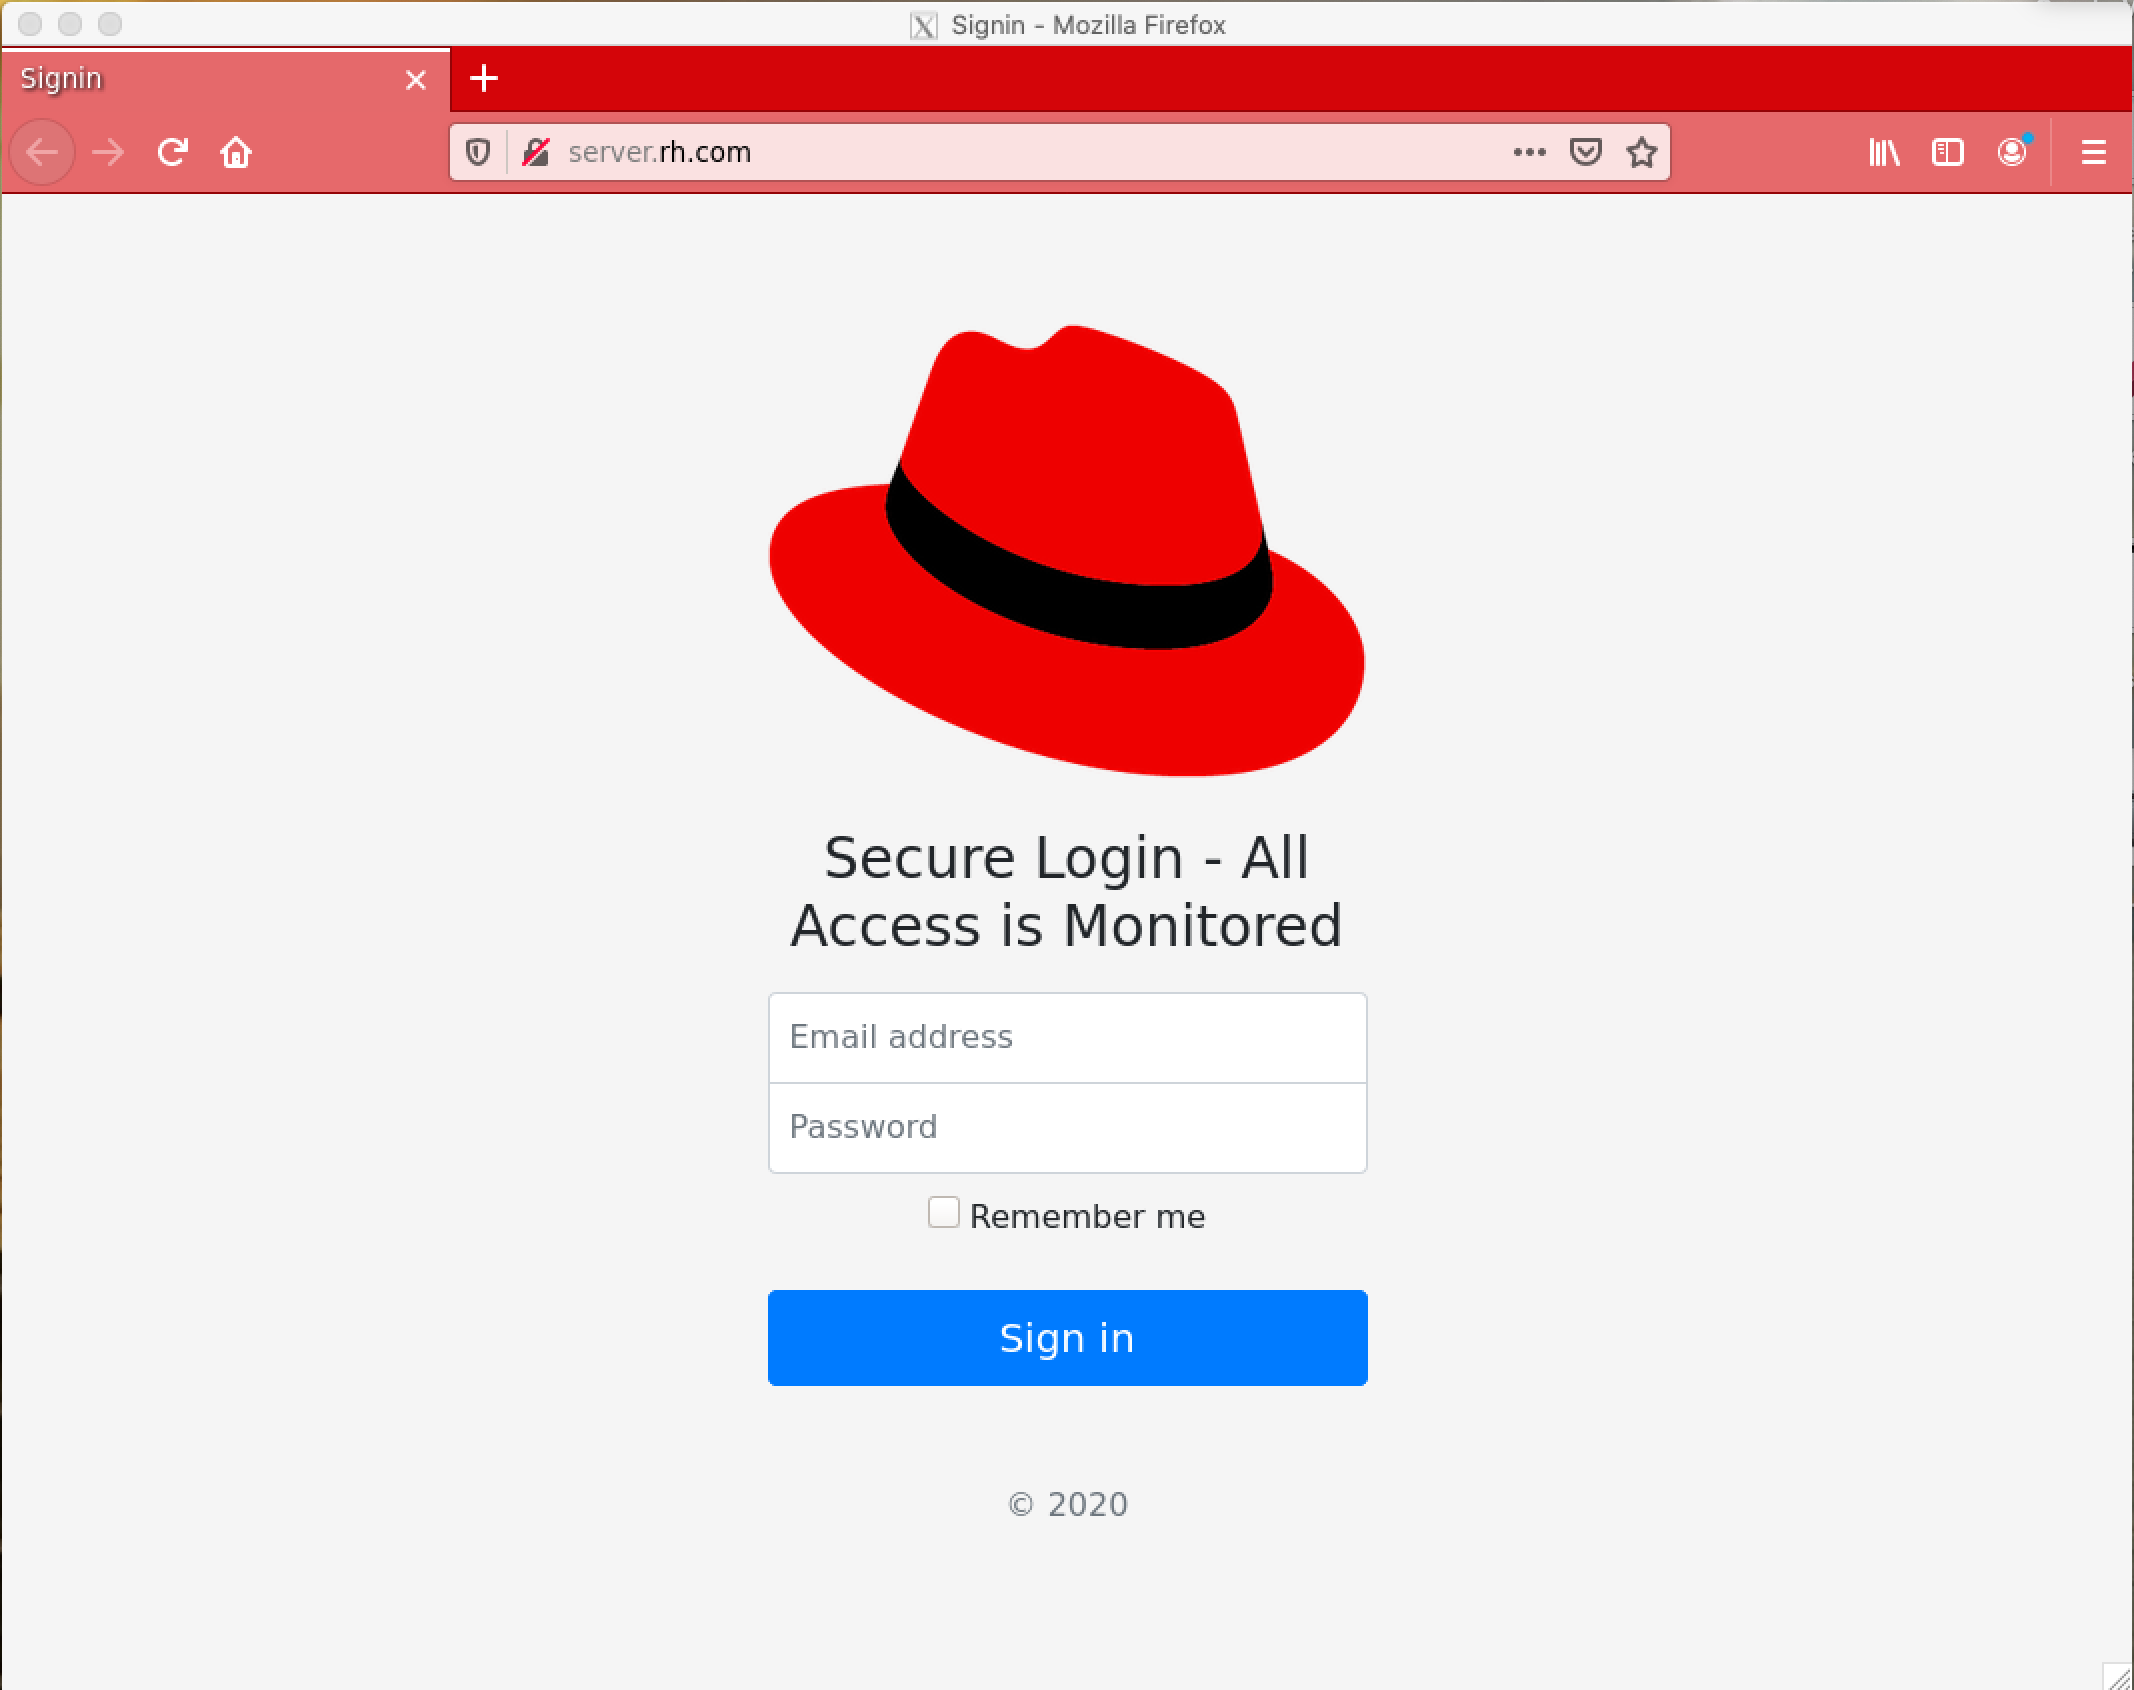 Signin - Mozilla Firefox
Signin
server.rh.com
Secure Login - All
Access is Monitored
Email address
Password
Remember me
Sign in
© 2020